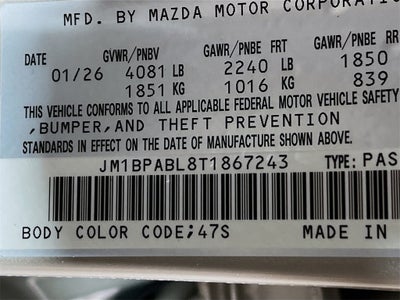 MFD. BY MAZDA MOTOR CORPORATIO
DATE GVWR/PNBV GAWR/PNBE FRT GAWR/PNBE RR
01/26 4081 LB 2240 LB 1850
1851 KG 1016 KG 839
THIS VEHICLE CONFORMS TO ALL APPLICABLE FEDERAL MOTOR VEHICLE SAFETY
,BUMPER,AND THEFT PREVENTION
STANDARDS IN EFFECT ON THE DATE OF MANUFACTURE SHOWN ABOVE.
JM1BPABL8T1867243 TYPE: PAS
BODY COLOR CODE;47S MADE IN